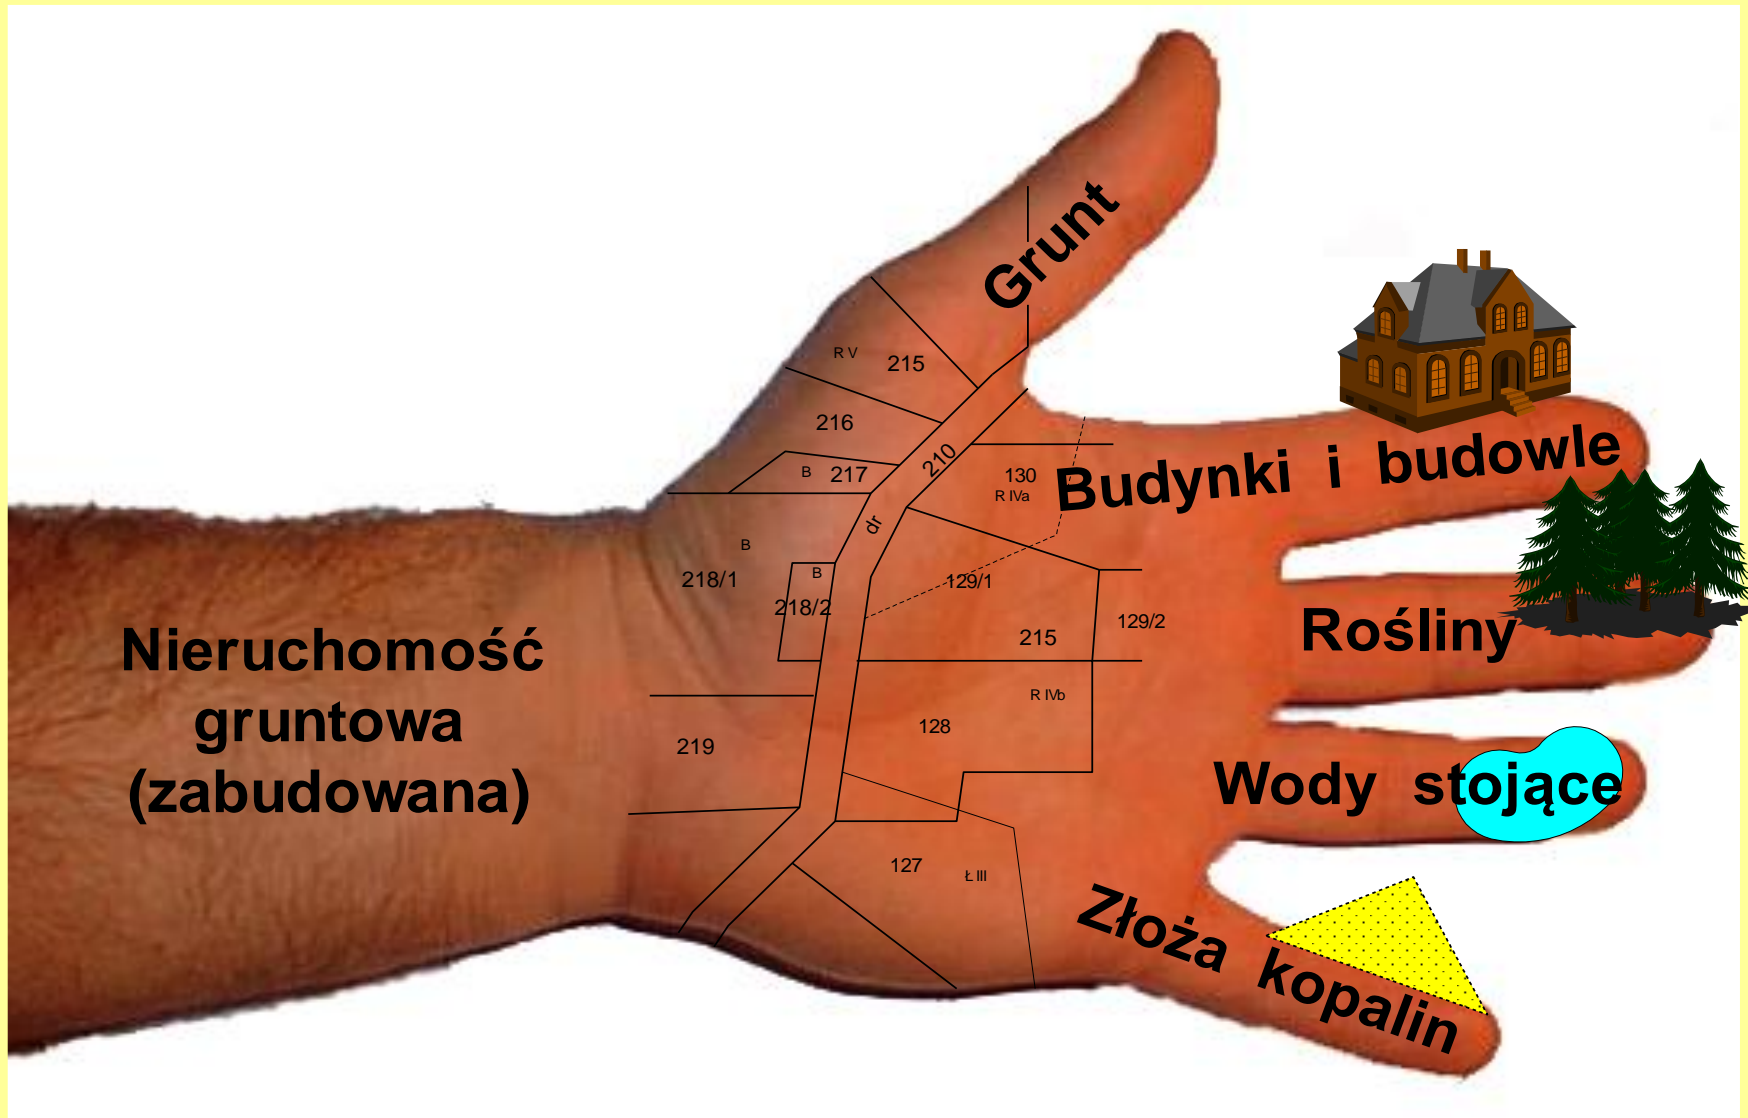 Grunt
R V
215
216
B 217
210
130
R IVa
Budynki i budowle
dr
B
218/1
B
218/2
129/1
129/2
215
Rośliny
Nieruchomość
gruntowa
(zabudowana)
R IVb
128
219
Wody stojące
127
Ł III
Złoża kopalin